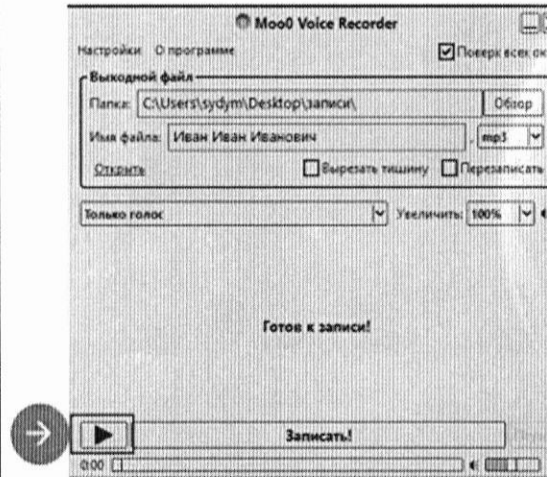 Moo0 Voice Recorder
Настройки О программе Поверх всех ок
Выходной файл
Папка: C:\Users\sydym\Desktop\записи\ Обзор
Имя файла: Иван Иван Иванович . mp3
Открыть Вырезать тишину Перезаписать
Только голос Увеличить: 100%
Готов к записи!
Записать!
0:00